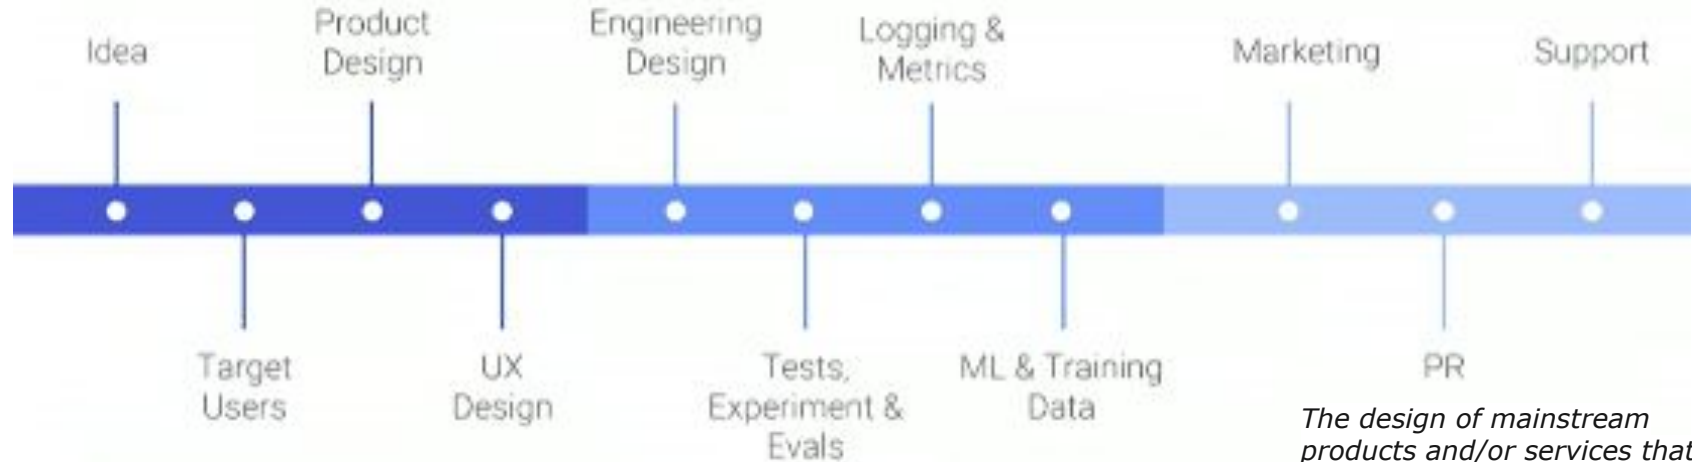 Idea
Product
Design
Engineering
Design
Logging &
Metrics
Marketing
Support
Target
Users
UX
Design
Tests,
Experiment &
Evals
ML & Training
Data
PR
The design of mainstream
products and/or services that